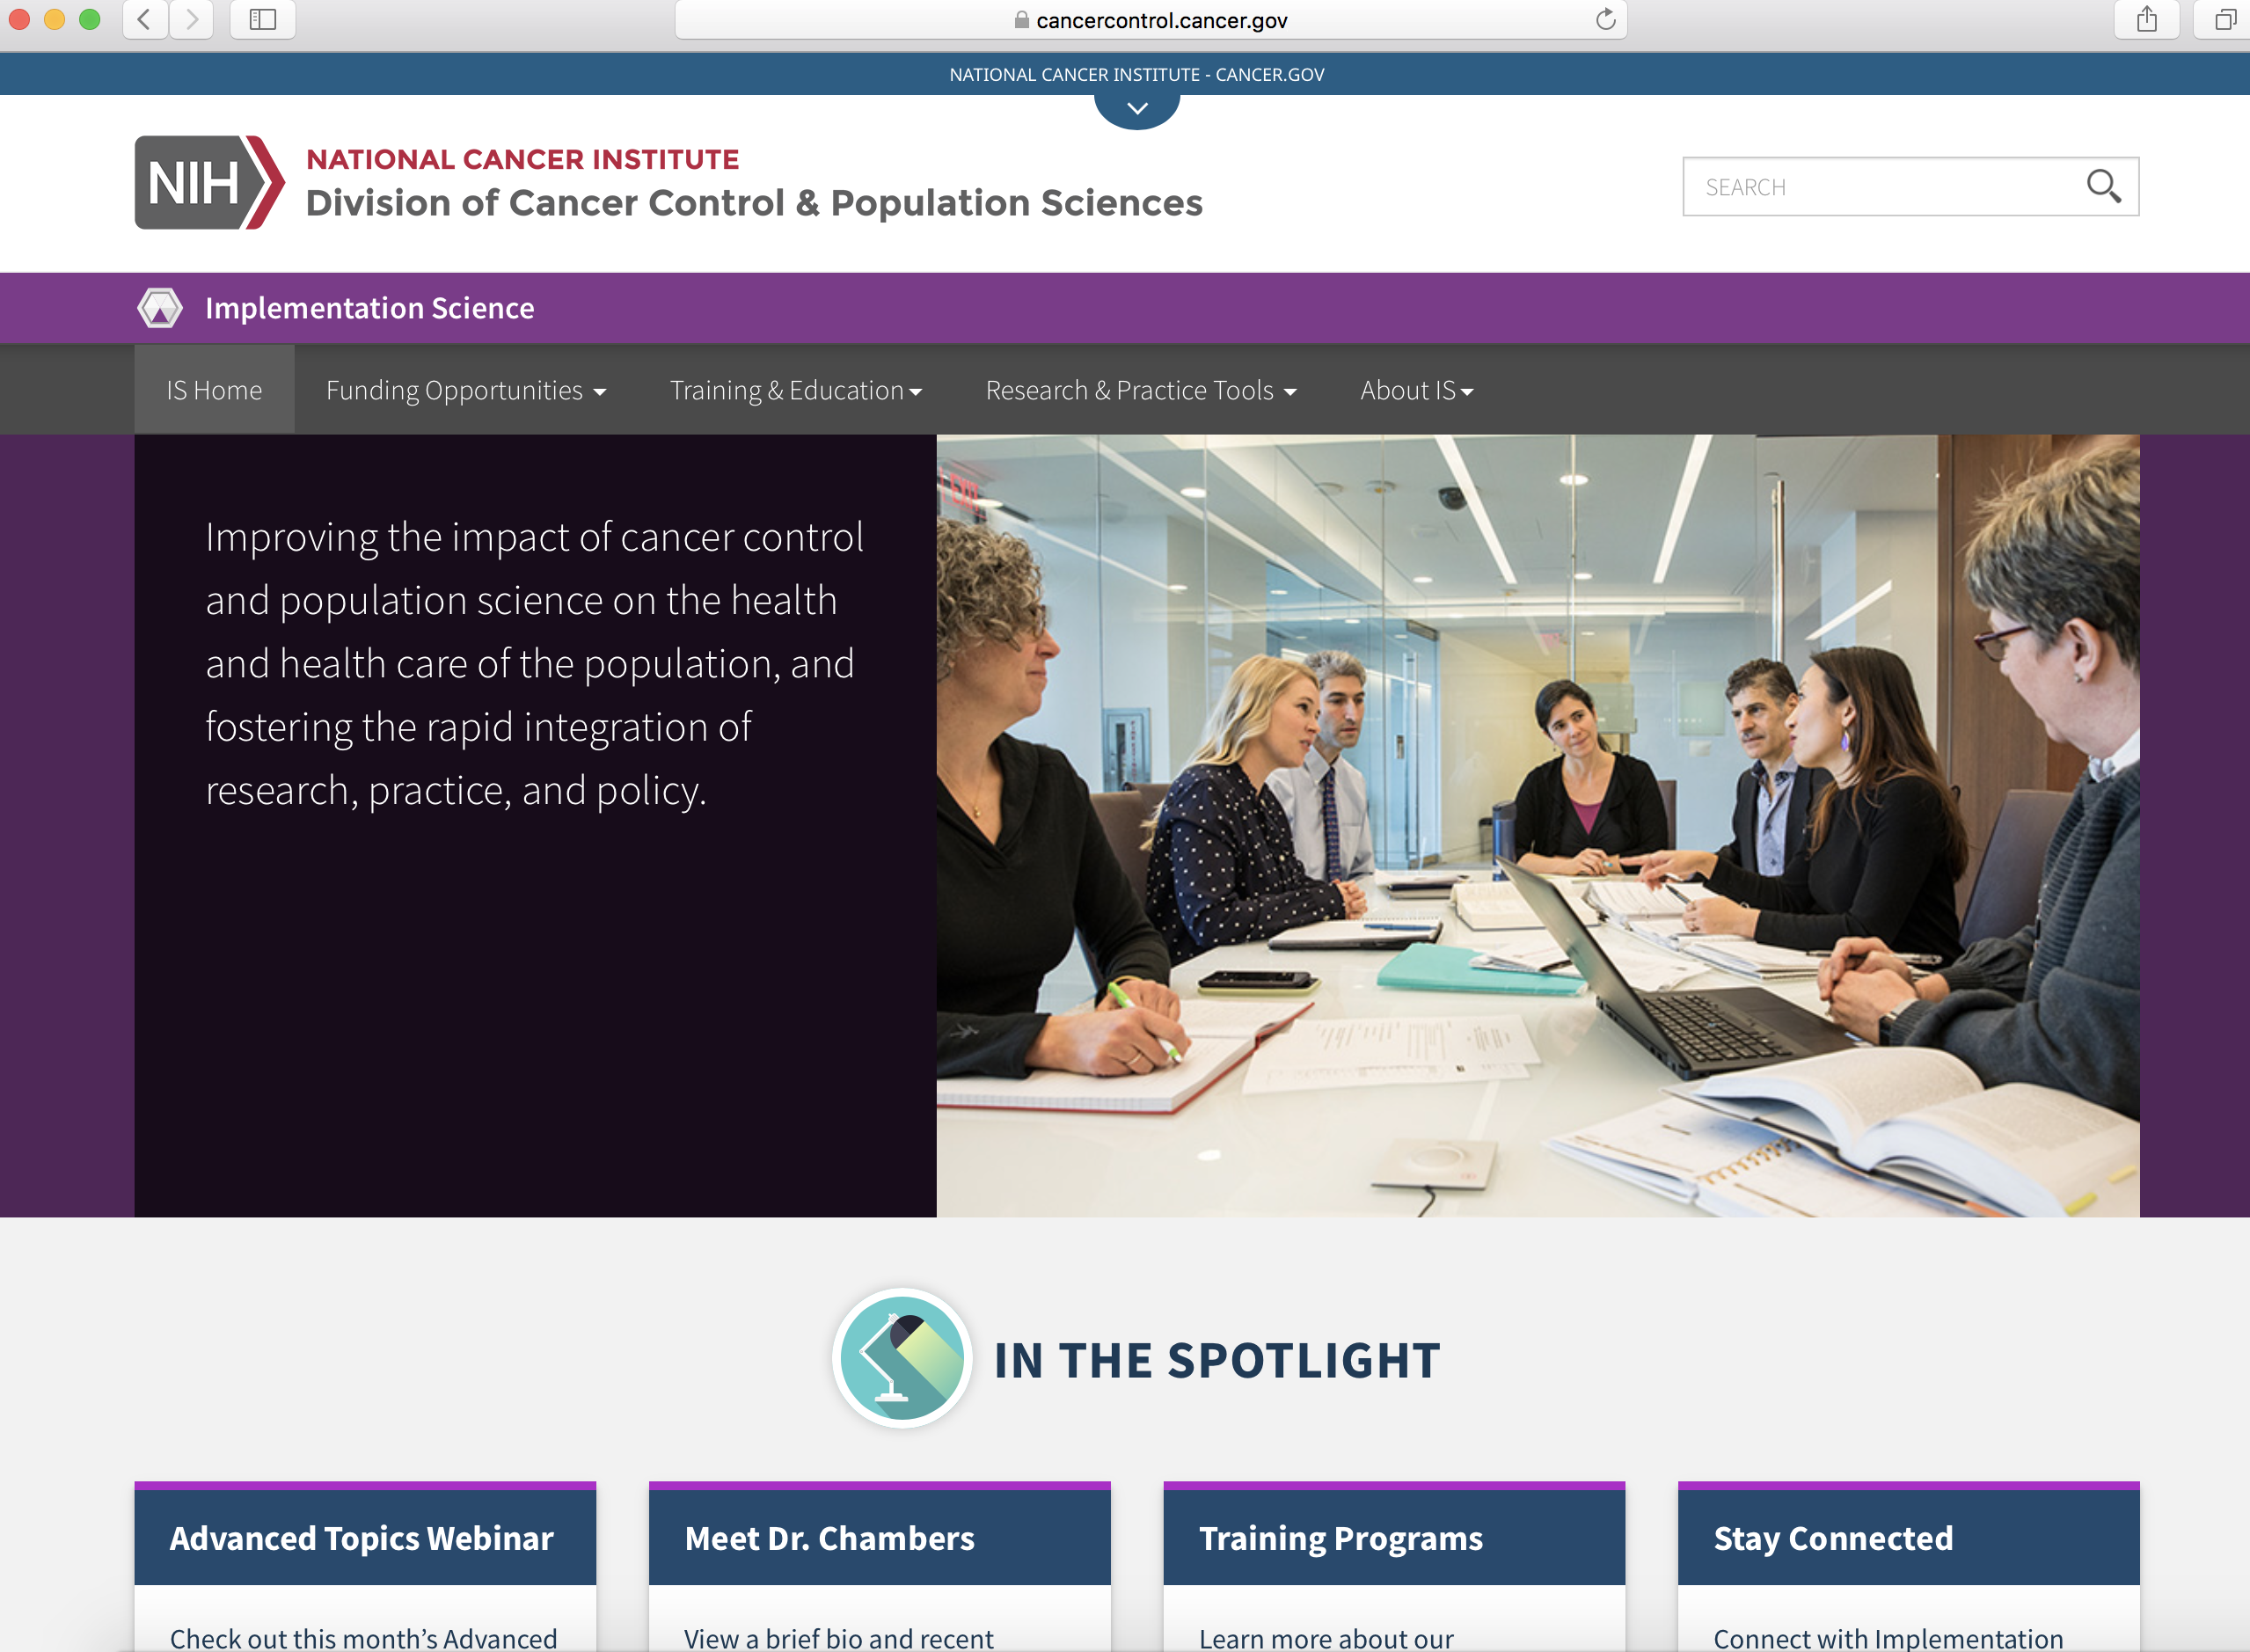 cancercontrol.cancer.gov
NATIONAL CANCER INSTITUTE - CANCER.GOV
NIH
NATIONAL CANCER INSTITUTE
Division of Cancer Control & Population Sciences
SEARCH
Implementation Science
IS Home
Funding Opportunities
Training & Education
Research & Practice Tools
About IS
EXIT
Improving the impact of cancer control
and population science on the health
and health care of the population, and
fostering the rapid integration of
research, practice, and policy.
IN THE SPOTLIGHT
Advanced Topics Webinar
Check out this month’s Advanced
Meet Dr. Chambers
View a brief bio and recent
Training Programs
Learn more about our
Stay Connected
Connect with Implementation